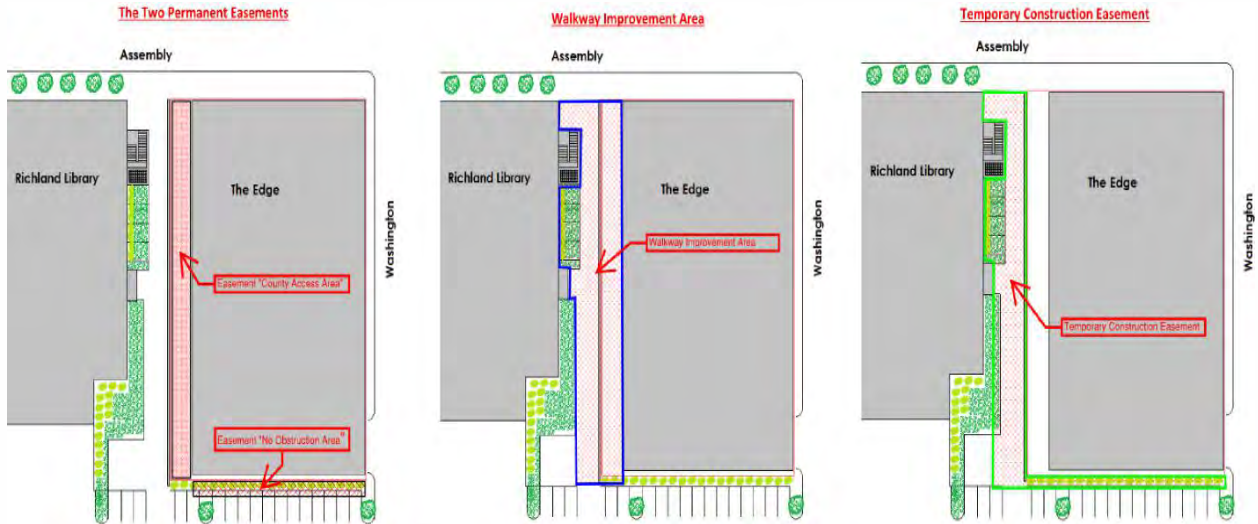 The Two Permanent Easements
Assembly
Richland Library
The Edge
Washington
Easement "County Access Area"
Easement "No Obstruction Area"
Walkway Improvement Area
Assembly
Richland Library
The Edge
Washington
Walkway Improvement Area
Temporary Construction Easement
Assembly
Richland Library
The Edge
Washington
Temporary Construction Easement